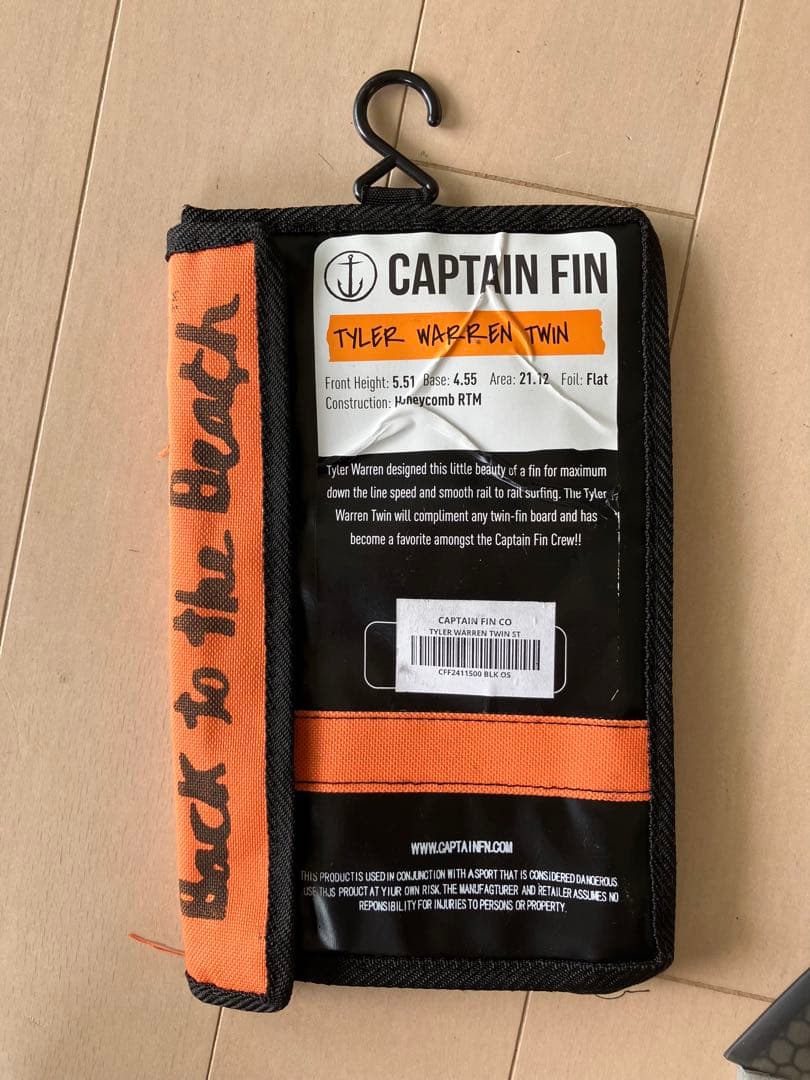 CAPTAIN FIN
TYLER WARREN TWIN
Front Height: 5.51 Base: 4.55 Area: 21.12 Foil: Flat
Construction: Honeycomb RTM
Tyler Warren designed this little beauty of a fin for maximum
down the line speed and smooth rail to rail surfing. The Tyler
Warren Twin will compliment any twin-fin board and has
become a favorite amongst the Captain Fin Crew!!
CAPTAIN FIN CO
TYLER WARREN TWIN ST
CFF2411500 BLK OS
WWW.CAPTAINFN.COM
THIS PRODUCT IS USED IN CONJUNCTION WITH A SPORT THAT IS CONSIDERED DANGEROUS
USE THJS PROUCT AT YIUR OWN RISK. THE MANUFAGTURER AND RETAILER ASSUMES NO
REPONSIBILITY FOR INJURIES TO PERSONS OR PROPERTY.
Back to the Beach